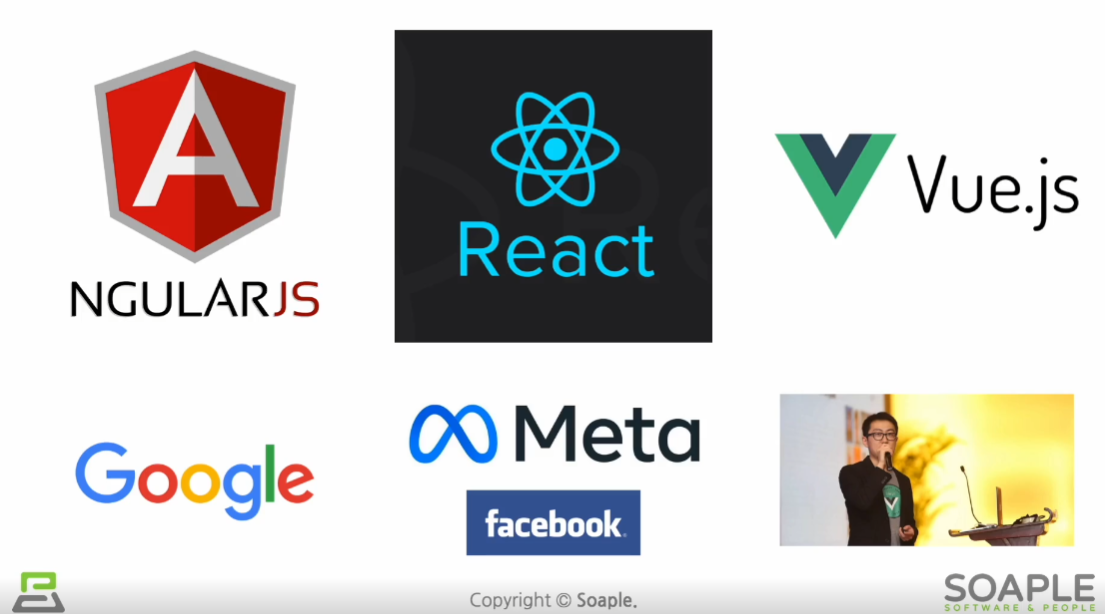 NGULARJS
React
Vue.js
Google
Meta
facebook
Copyright © Soaple.
SOAPLE
SOFTWARE & PEOPLE